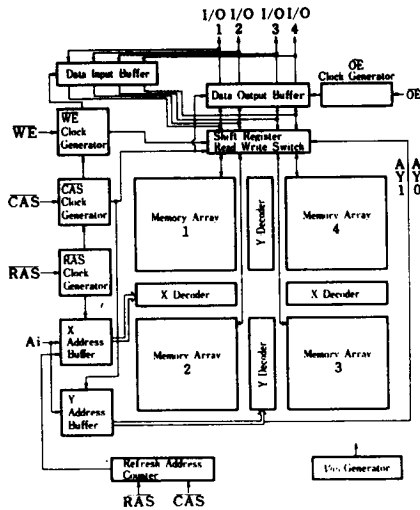 I/O I/O I/O I/O
1 2 3 4
Data Input Buffer
Data Output Buffer
OE
Clock Generator
OE
WE
WE
Clock
Generator
Shift Register
Read Write Switch
AY1
AY0
CAS
CAS
Clock
Generator
Memory Array
1
Y Decoder
Memory Array
4
RAS
RAS
Clock
Generator
X Decoder
X Decoder
Ai
X
Address
Buffer
Memory Array
2
Y Decoder
Memory Array
3
Y
Address
Buffer
Refresh Address
Counter
Generator
RAS CAS